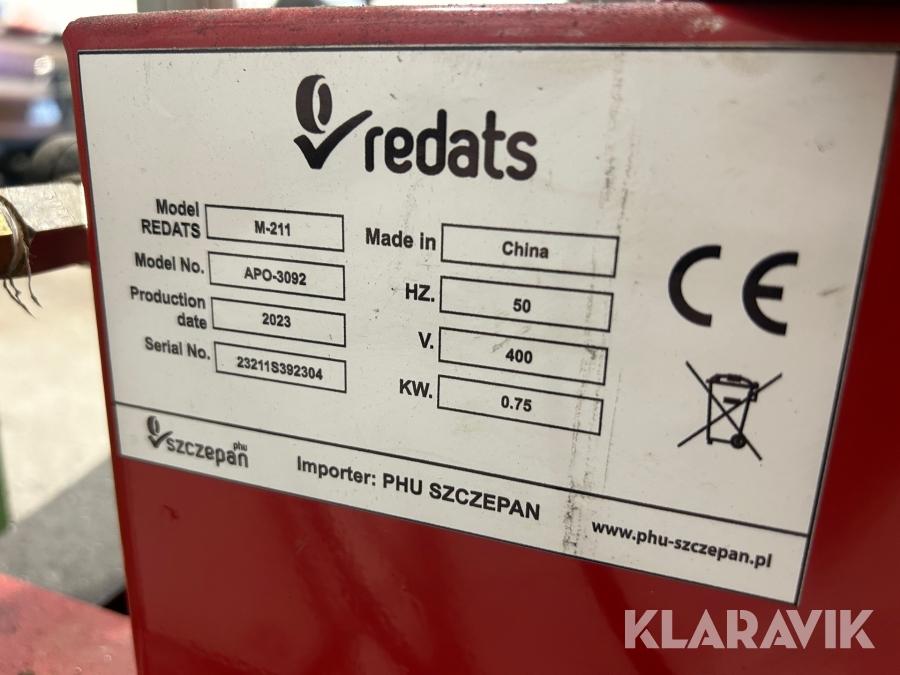 redats
Model REDATS M-211
Model No. APO-3092
Production date 2023
Serial No. 23211S392304
Made in China
HZ. 50
V. 400
KW. 0.75
CE
phu szczepan
Importer: PHU SZCZEPAN
www.phu-szczepan.pl
KLARAVIK